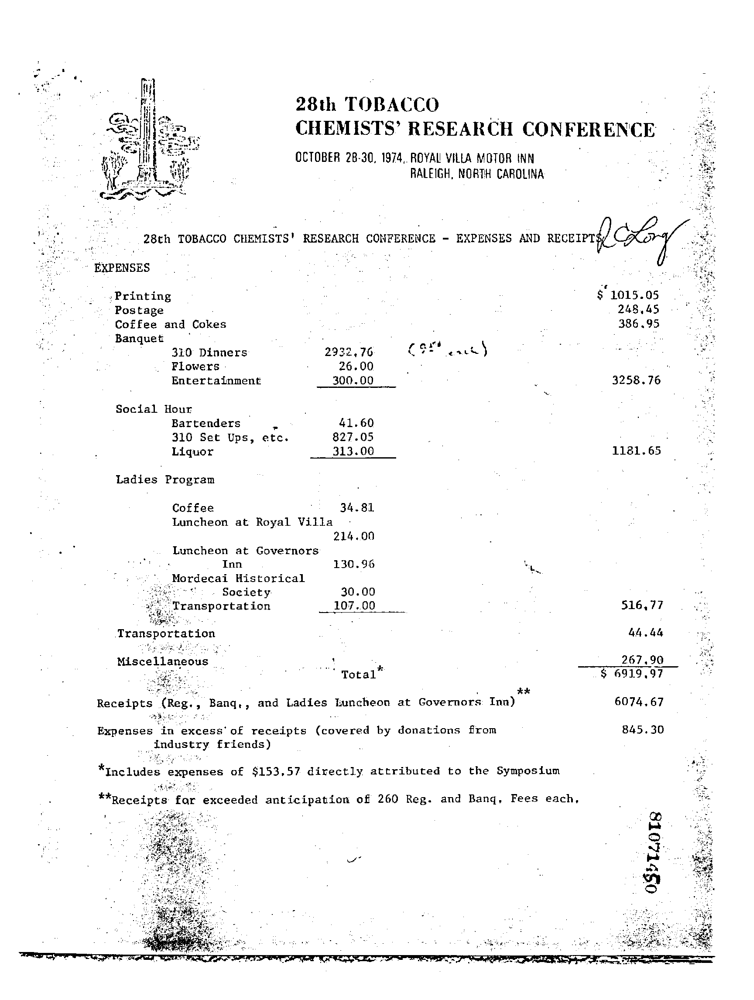 28th TOBACCO
CHEMISTS' RESEARCH CONFERENCE
OCTOBER 28-30, 1974, ROYAL VILLA MOTOR INN
RALEIGH, NORTH CAROLINA
28th TOBACCO CHEMISTS' RESEARCH CONFERENCE - EXPENSES AND RECEIPTS J C Long
EXPENSES
Printing $ 1015.05
Postage 248.45
Coffee and Cokes 386.95
Banquet
310 Dinners 2932.76
Flowers 26.00
Entertainment 300.00 3258.76
Social Hour
Bartenders 41.60
310 Set Ups, etc. 827.05
Liquor 313.00 1181.65
Ladies Program
Coffee 34.81
Luncheon at Royal Villa
214.00
Luncheon at Governors
Inn 130.96
Mordecai Historical
Society 30.00
Transportation 107.00 516.77
Transportation 44.44
Miscellaneous 267.90
Total* $ 6919.97
Receipts (Reg., Banq., and Ladies Luncheon at Governors Inn)** 6074.67
Expenses in excess of receipts (covered by donations from 845.30
industry friends)
*Includes expenses of $153.57 directly attributed to the Symposium
**Receipts far exceeded anticipation of 260 Reg. and Banq. Fees each.
81071450